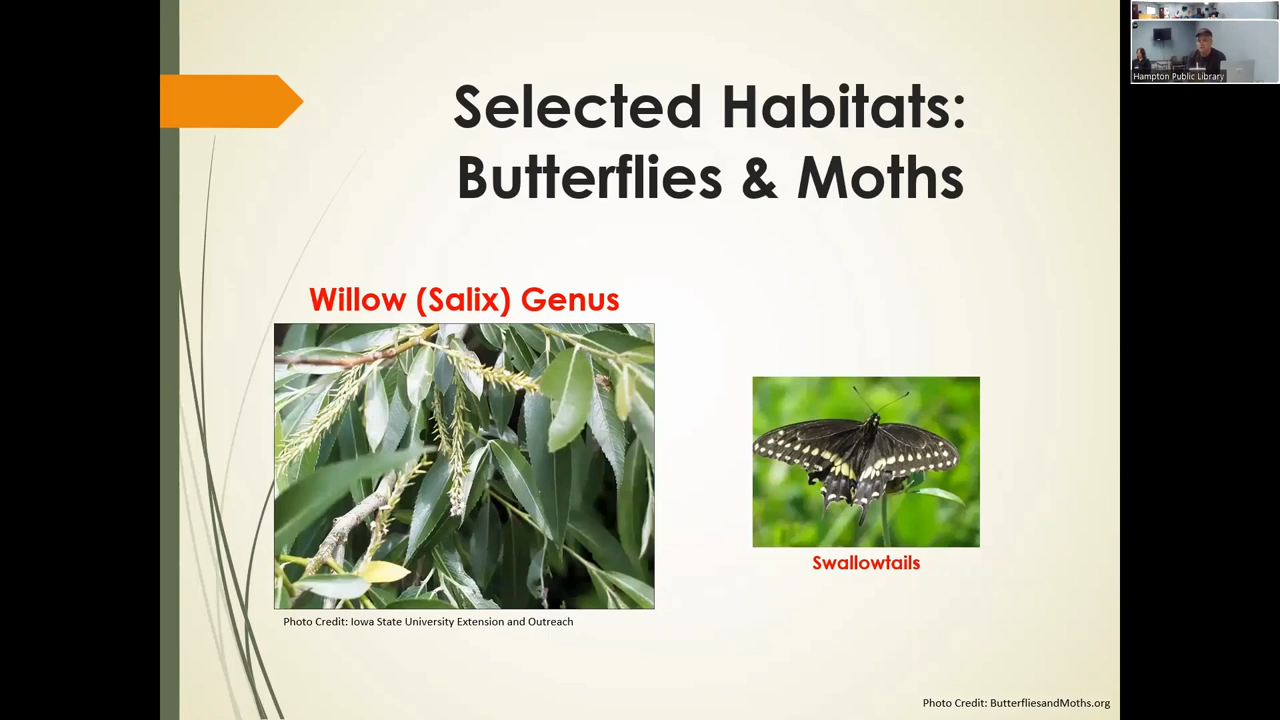 Selected Habitats:
Butterflies & Moths
Willow (Salix) Genus
Photo Credit: Iowa State University Extension and Outreach
Swallowtails
Photo Credit: ButterfliesandMoths.org
Hampton Public Library